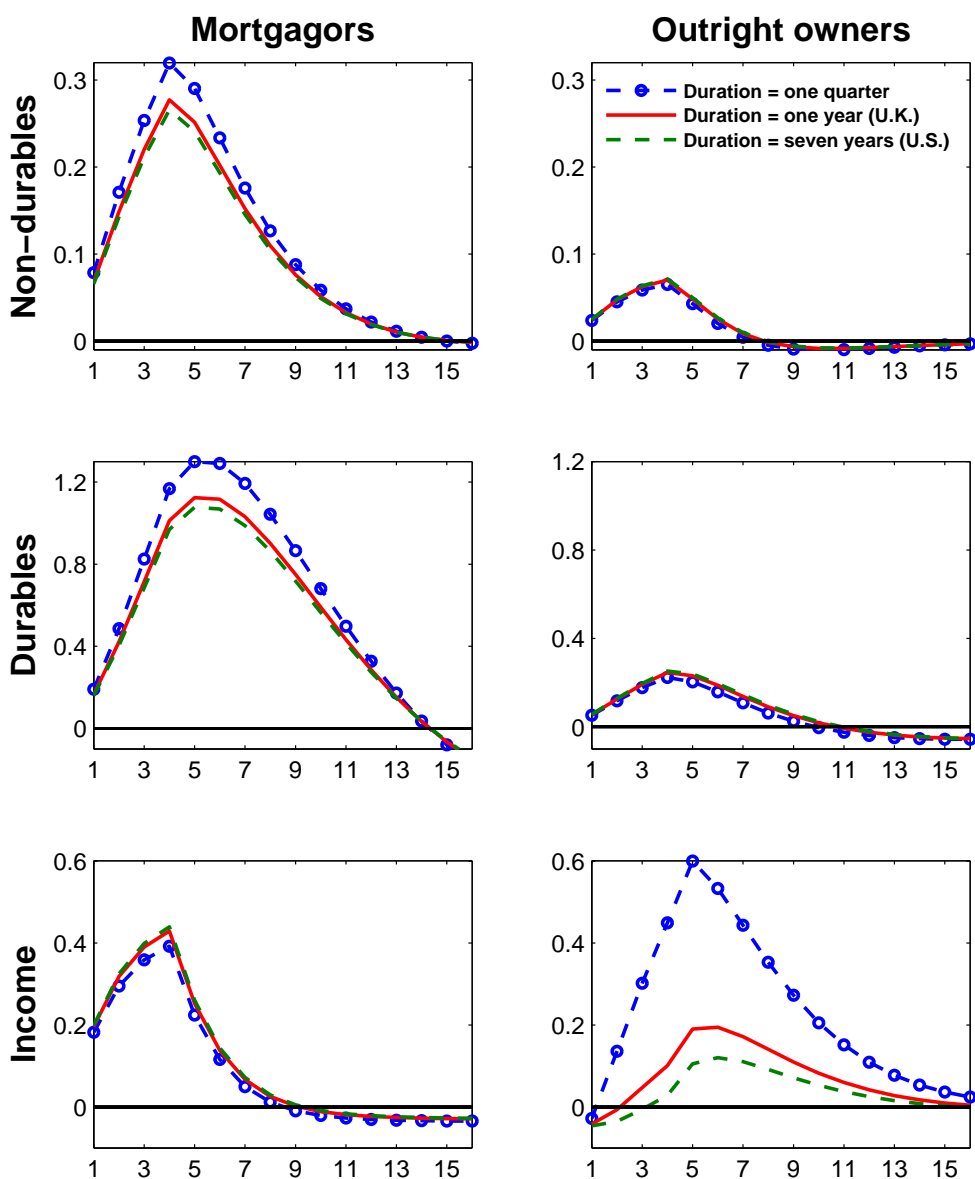 Mortgagors
Outright owners
Non-durables
0.3
0.2
0.1
0
1 3 5 7 9 11 13 15
0.3
0.2
0.1
0
1 3 5 7 9 11 13 15
Duration = one quarter
Duration = one year (U.K.)
Duration = seven years (U.S.)
Durables
1.2
0.8
0.4
0
1 3 5 7 9 11 13 15
1.2
0.8
0.4
0
1 3 5 7 9 11 13 15
Income
0.6
0.4
0.2
0
1 3 5 7 9 11 13 15
0.6
0.4
0.2
0
1 3 5 7 9 11 13 15